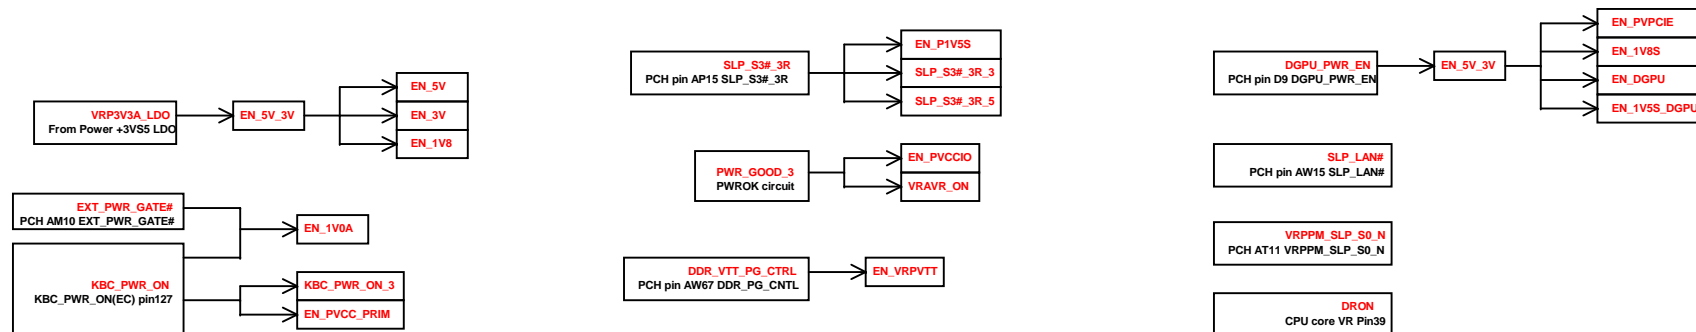 VRP3V3A_LDO
From Power +3VS5 LDO
EN_5V_3V
EN_5V
EN_3V
EN_1V8
EXT_PWR_GATE#
PCH AM10 EXT_PWR_GATE#
EN_1V0A
KBC_PWR_ON
KBC_PWR_ON(EC) pin127
KBC_PWR_ON_3
EN_PVCC_PRIM
SLP_S3#_3R
PCH pin AP15 SLP_S3#_3R
EN_P1V5S
SLP_S3#_3R_3
SLP_S3#_3R_5
PWR_GOOD_3
PWROK circuit
EN_PVCCIO
VRAVR_ON
DDR_VTT_PG_CTRL
PCH pin AW67 DDR_PG_CNTL
EN_VRPVTT
DGPU_PWR_EN
PCH pin D9 DGPU_PWR_EN
EN_5V_3V
EN_PVPCIE
EN_1V8S
EN_DGPU
EN_1V5S_DGPU
SLP_LAN#
PCH pin AW15 SLP_LAN#
VRPPM_SLP_S0_N
PCH AT11 VRPPM_SLP_S0_N
DRON
CPU core VR Pin39